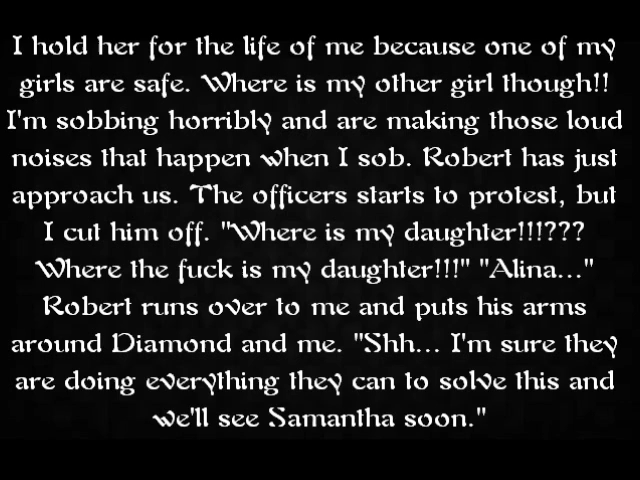 I hold her for the life of me because one of my
girls are safe. Where is my other girl though!!
I'm sobbing horribly and are making those loud
noises that happen when I sob. Robert has just
approach us. The officers starts to protest, but
I cut him off. "Where is my daughter!!!???
Where the fuck is my daughter!!!" "Alina..."
Robert runs over to me and puts his arms
around Diamond and me. "Shh... I'm sure they
are doing everything they can to solve this and
we'll see Samantha soon."